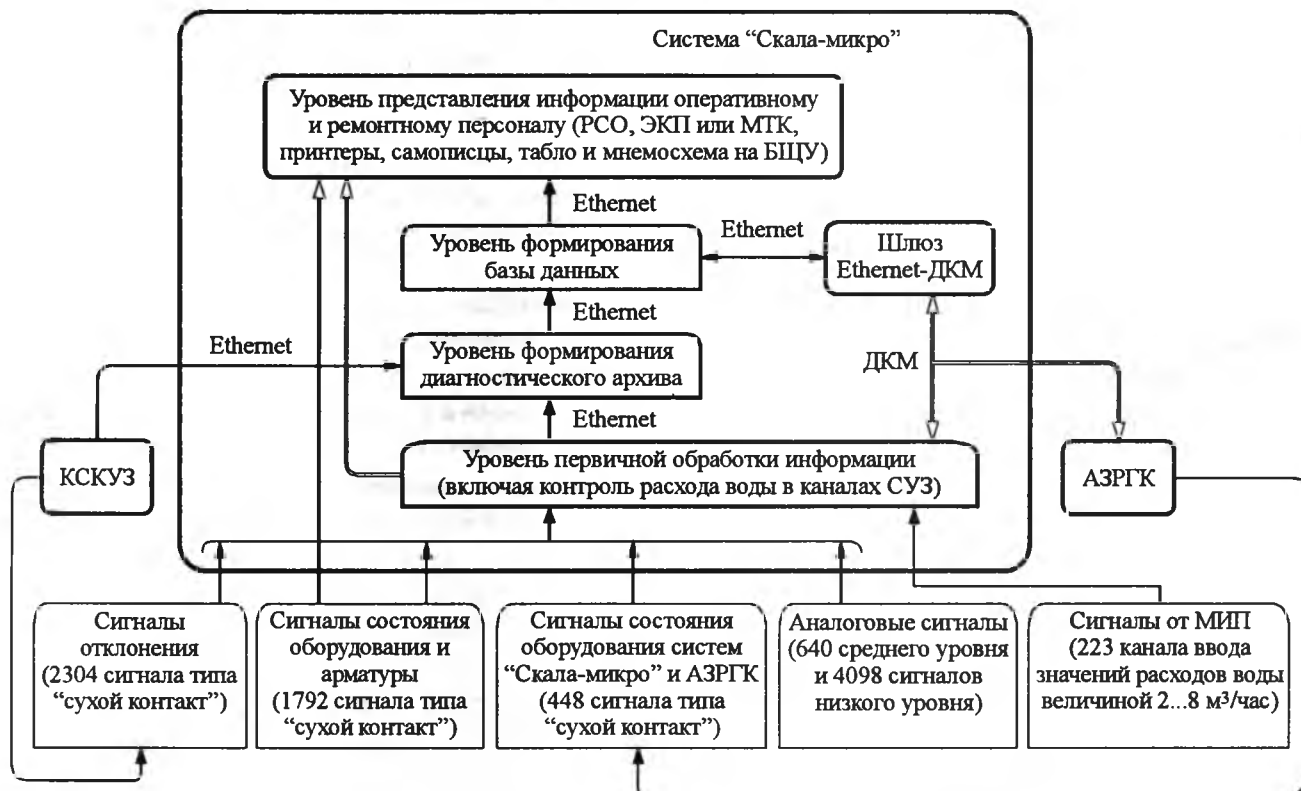 Система “Скала-микро”
Уровень представления информации оперативному
и ремонтному персоналу (РСО, ЭКП или МТК,
принтеры, самописцы, табло и мнемосхема на БЩУ)
Ethernet
Уровень формирования
базы данных
Ethernet
Шлюз
Ethernet-ДКМ
Ethernet
Ethernet
Уровень формирования
диагностического архива
ДКМ
Ethernet
КСКУЗ
Уровень первичной обработки информации
(включая контроль расхода воды в каналах СУЗ)
АЗРГК
Сигналы
отклонения
(2304 сигнала типа
“сухой контакт”)
Сигналы состояния
оборудования и
арматуры
(1792 сигнала типа
“сухой контакт”)
Сигналы состояния
оборудования систем
“Скала-микро” и АЗРГК
(448 сигнала типа
“сухой контакт”)
Аналоговые сигналы
(640 среднего уровня
и 4098 сигналов
низкого уровня)
Сигналы от МИП
(223 канала ввода
значений расходов воды
величиной 2...8 м³/час)